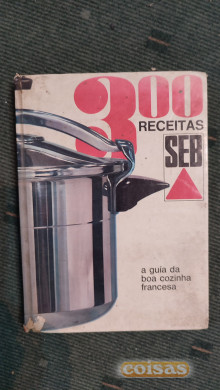 300
RECEITAS
SEB
a guia da
boa cozinha
francesa
coisas